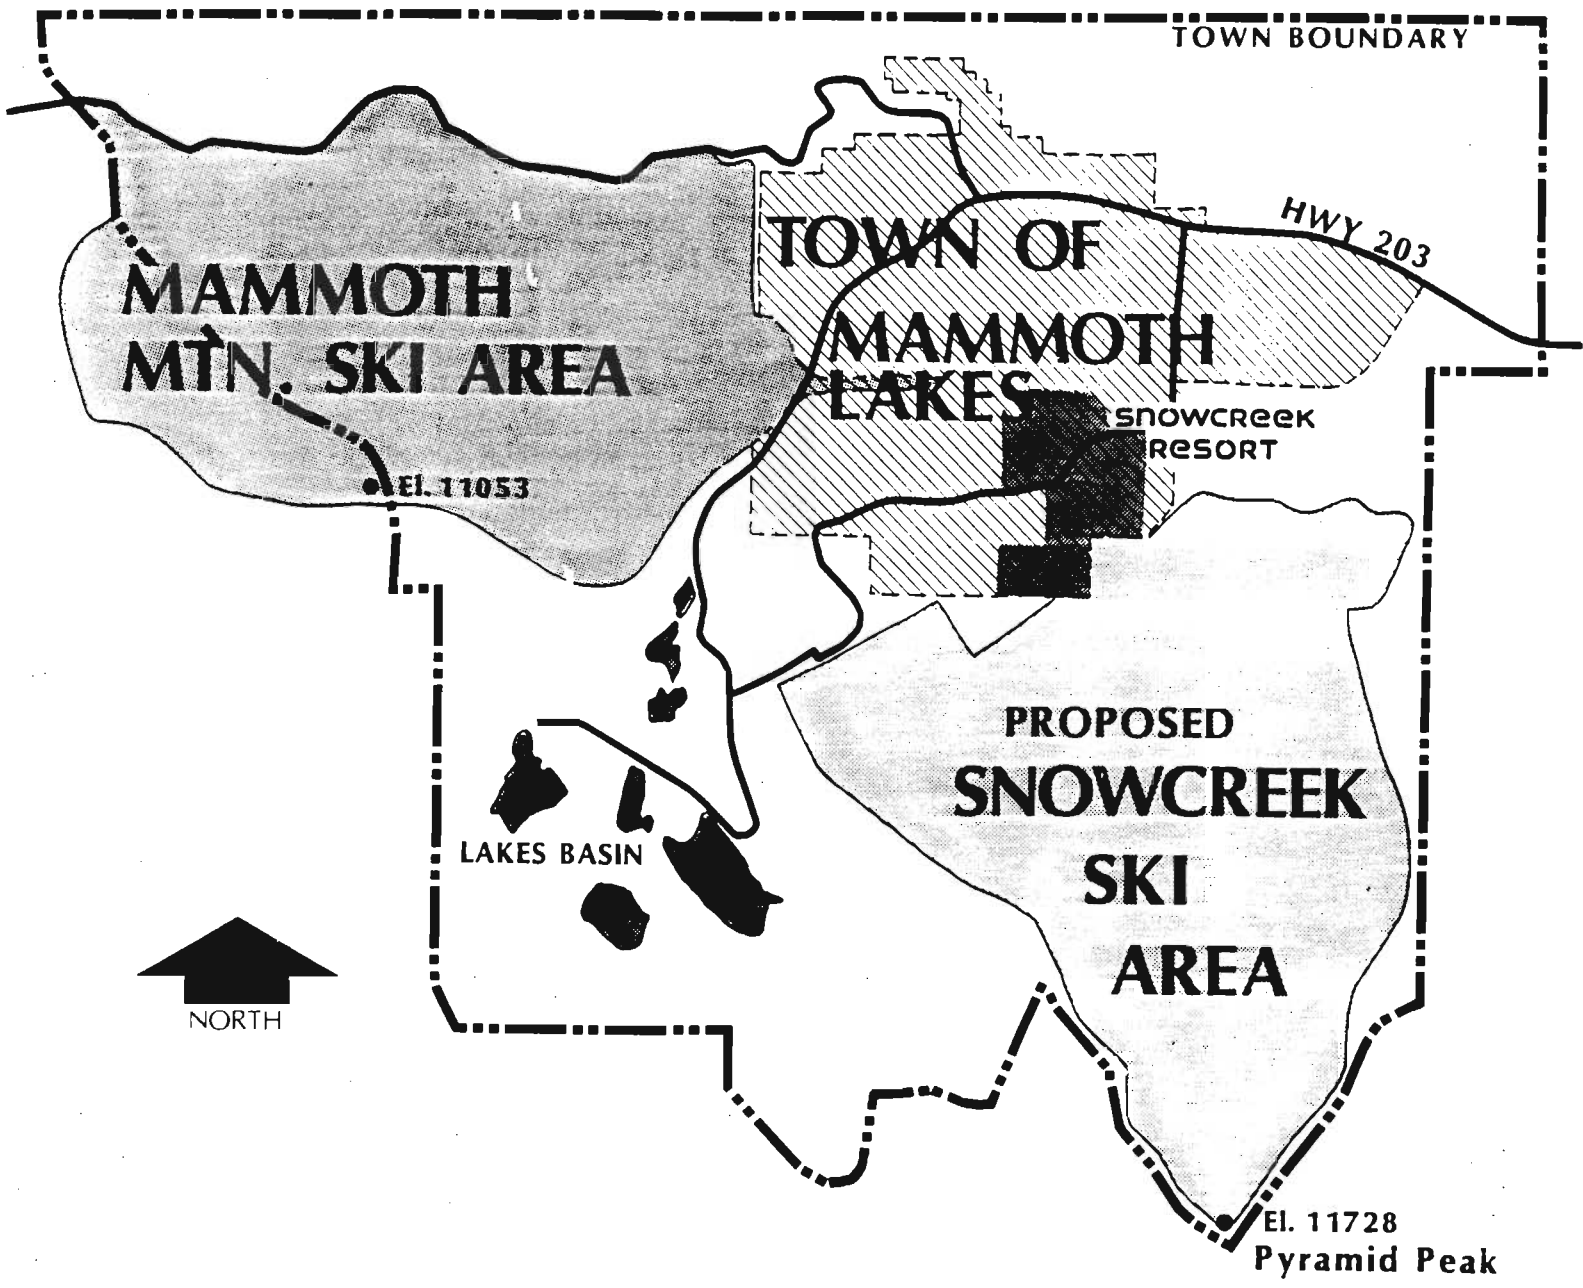 TOWN BOUNDARY
HWY 203
TOWN OF
MAMMOTH
LAKES
MAMMOTH
MTN. SKI AREA
El. 11053
snowcreek
resort
PROPOSED
SNOWCREEK
SKI
AREA
LAKES BASIN
NORTH
El. 11728
Pyramid Peak